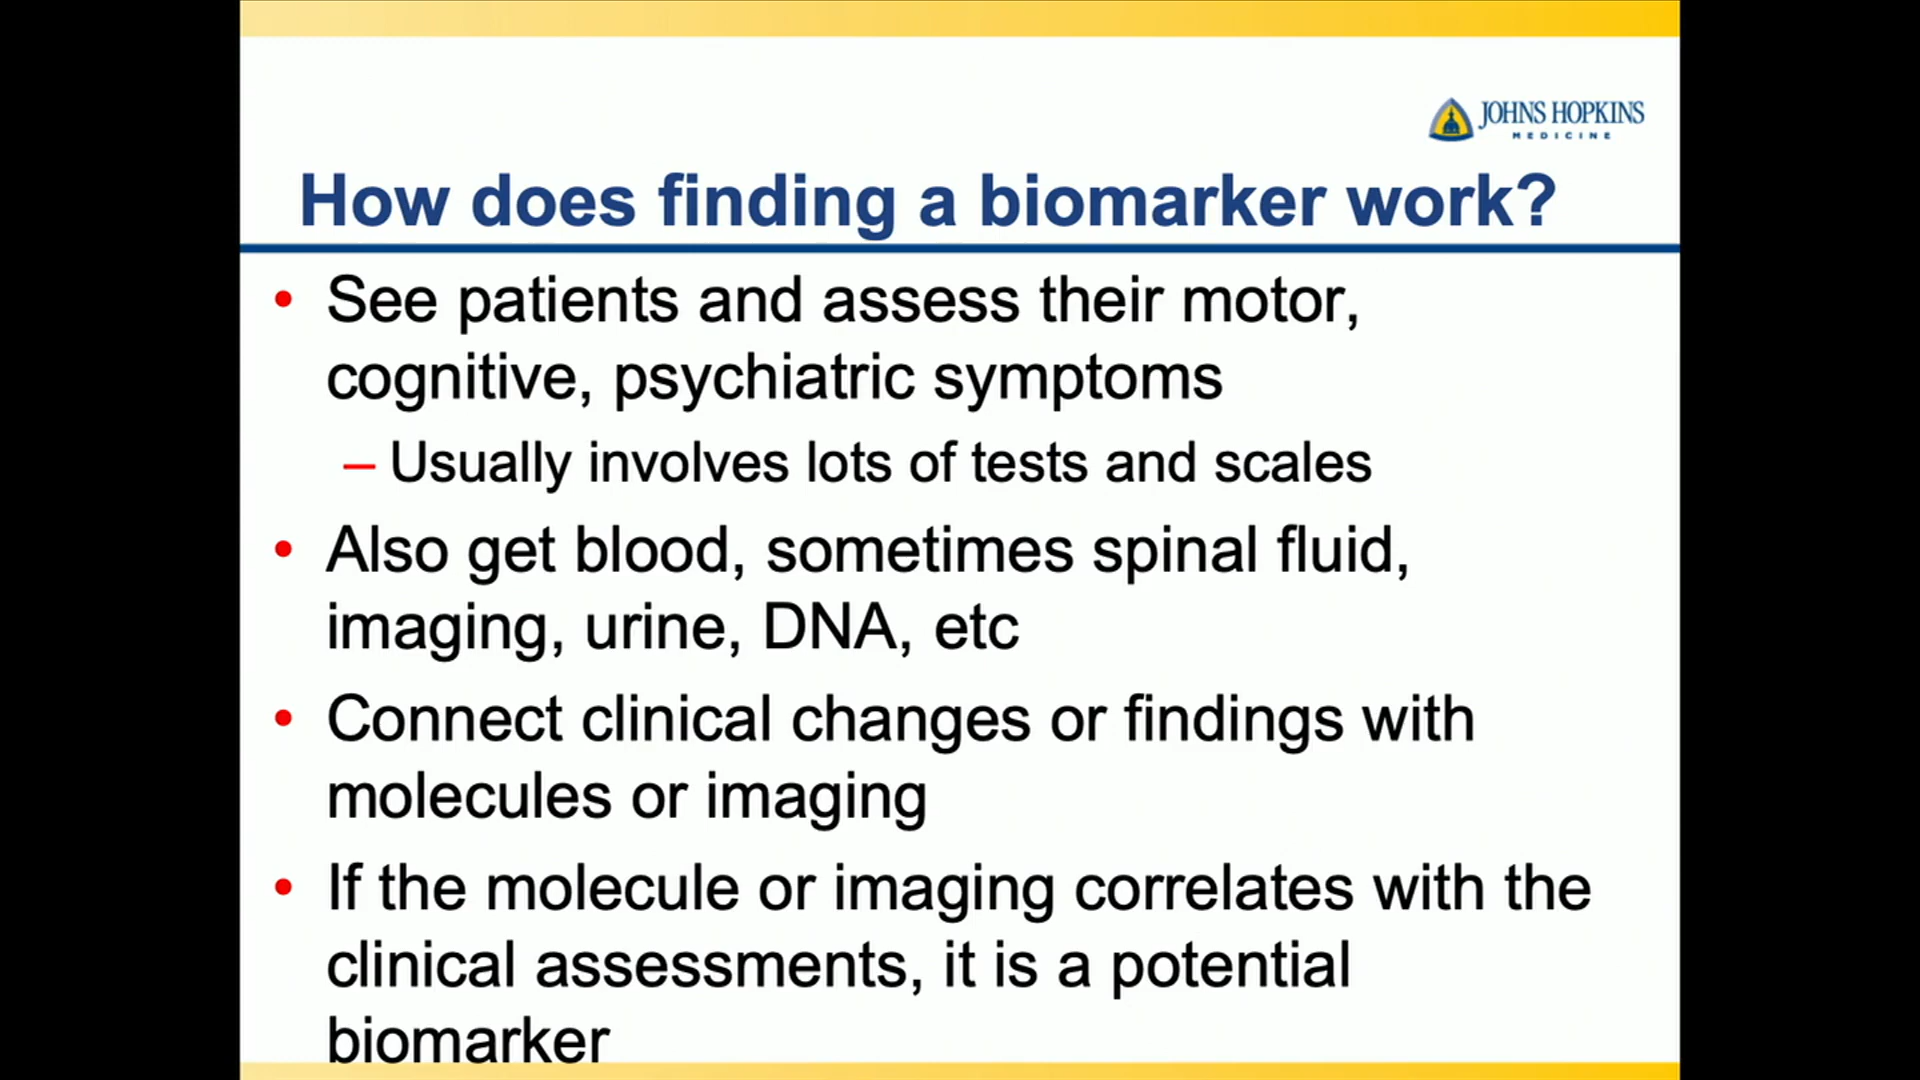 JOHNS HOPKINS
MEDICINE
How does finding a biomarker work?
• See patients and assess their motor,
cognitive, psychiatric symptoms
– Usually involves lots of tests and scales
• Also get blood, sometimes spinal fluid,
imaging, urine, DNA, etc
• Connect clinical changes or findings with
molecules or imaging
• If the molecule or imaging correlates with the
clinical assessments, it is a potential
biomarker